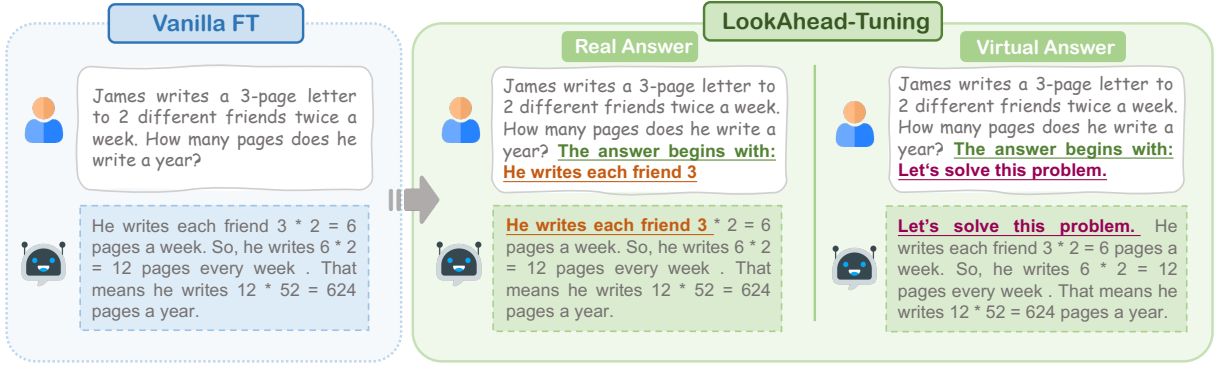 Vanilla FT
James writes a 3-page letter
to 2 different friends twice a
week. How many pages does he
write a year?
He writes each friend 3 * 2 = 6
pages a week. So, he writes 6 * 2
= 12 pages every week . That
means he writes 12 * 52 = 624
pages a year.
LookAhead-Tuning
Real Answer
James writes a 3-page letter to
2 different friends twice a week.
How many pages does he write a
year? The answer begins with:
He writes each friend 3
He writes each friend 3 * 2 = 6
pages a week. So, he writes 6 * 2
= 12 pages every week . That
means he writes 12 * 52 = 624
pages a year.
Virtual Answer
James writes a 3-page letter to
2 different friends twice a week.
How many pages does he write a
year? The answer begins with:
Let‘s solve this problem.
Let’s solve this problem. He
writes each friend 3 * 2 = 6 pages a
week. So, he writes 6 * 2 = 12
pages every week . That means he
writes 12 * 52 = 624 pages a year.